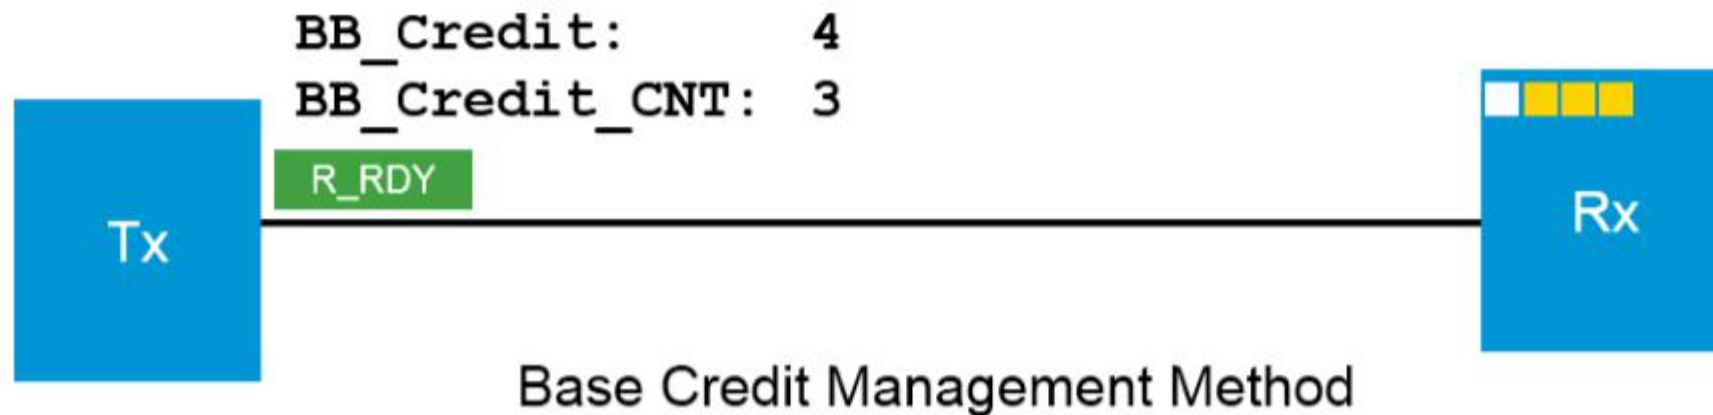 BB_Credit: 4
BB_Credit_CNT: 3
R_RDY
Tx
Rx
Base Credit Management Method